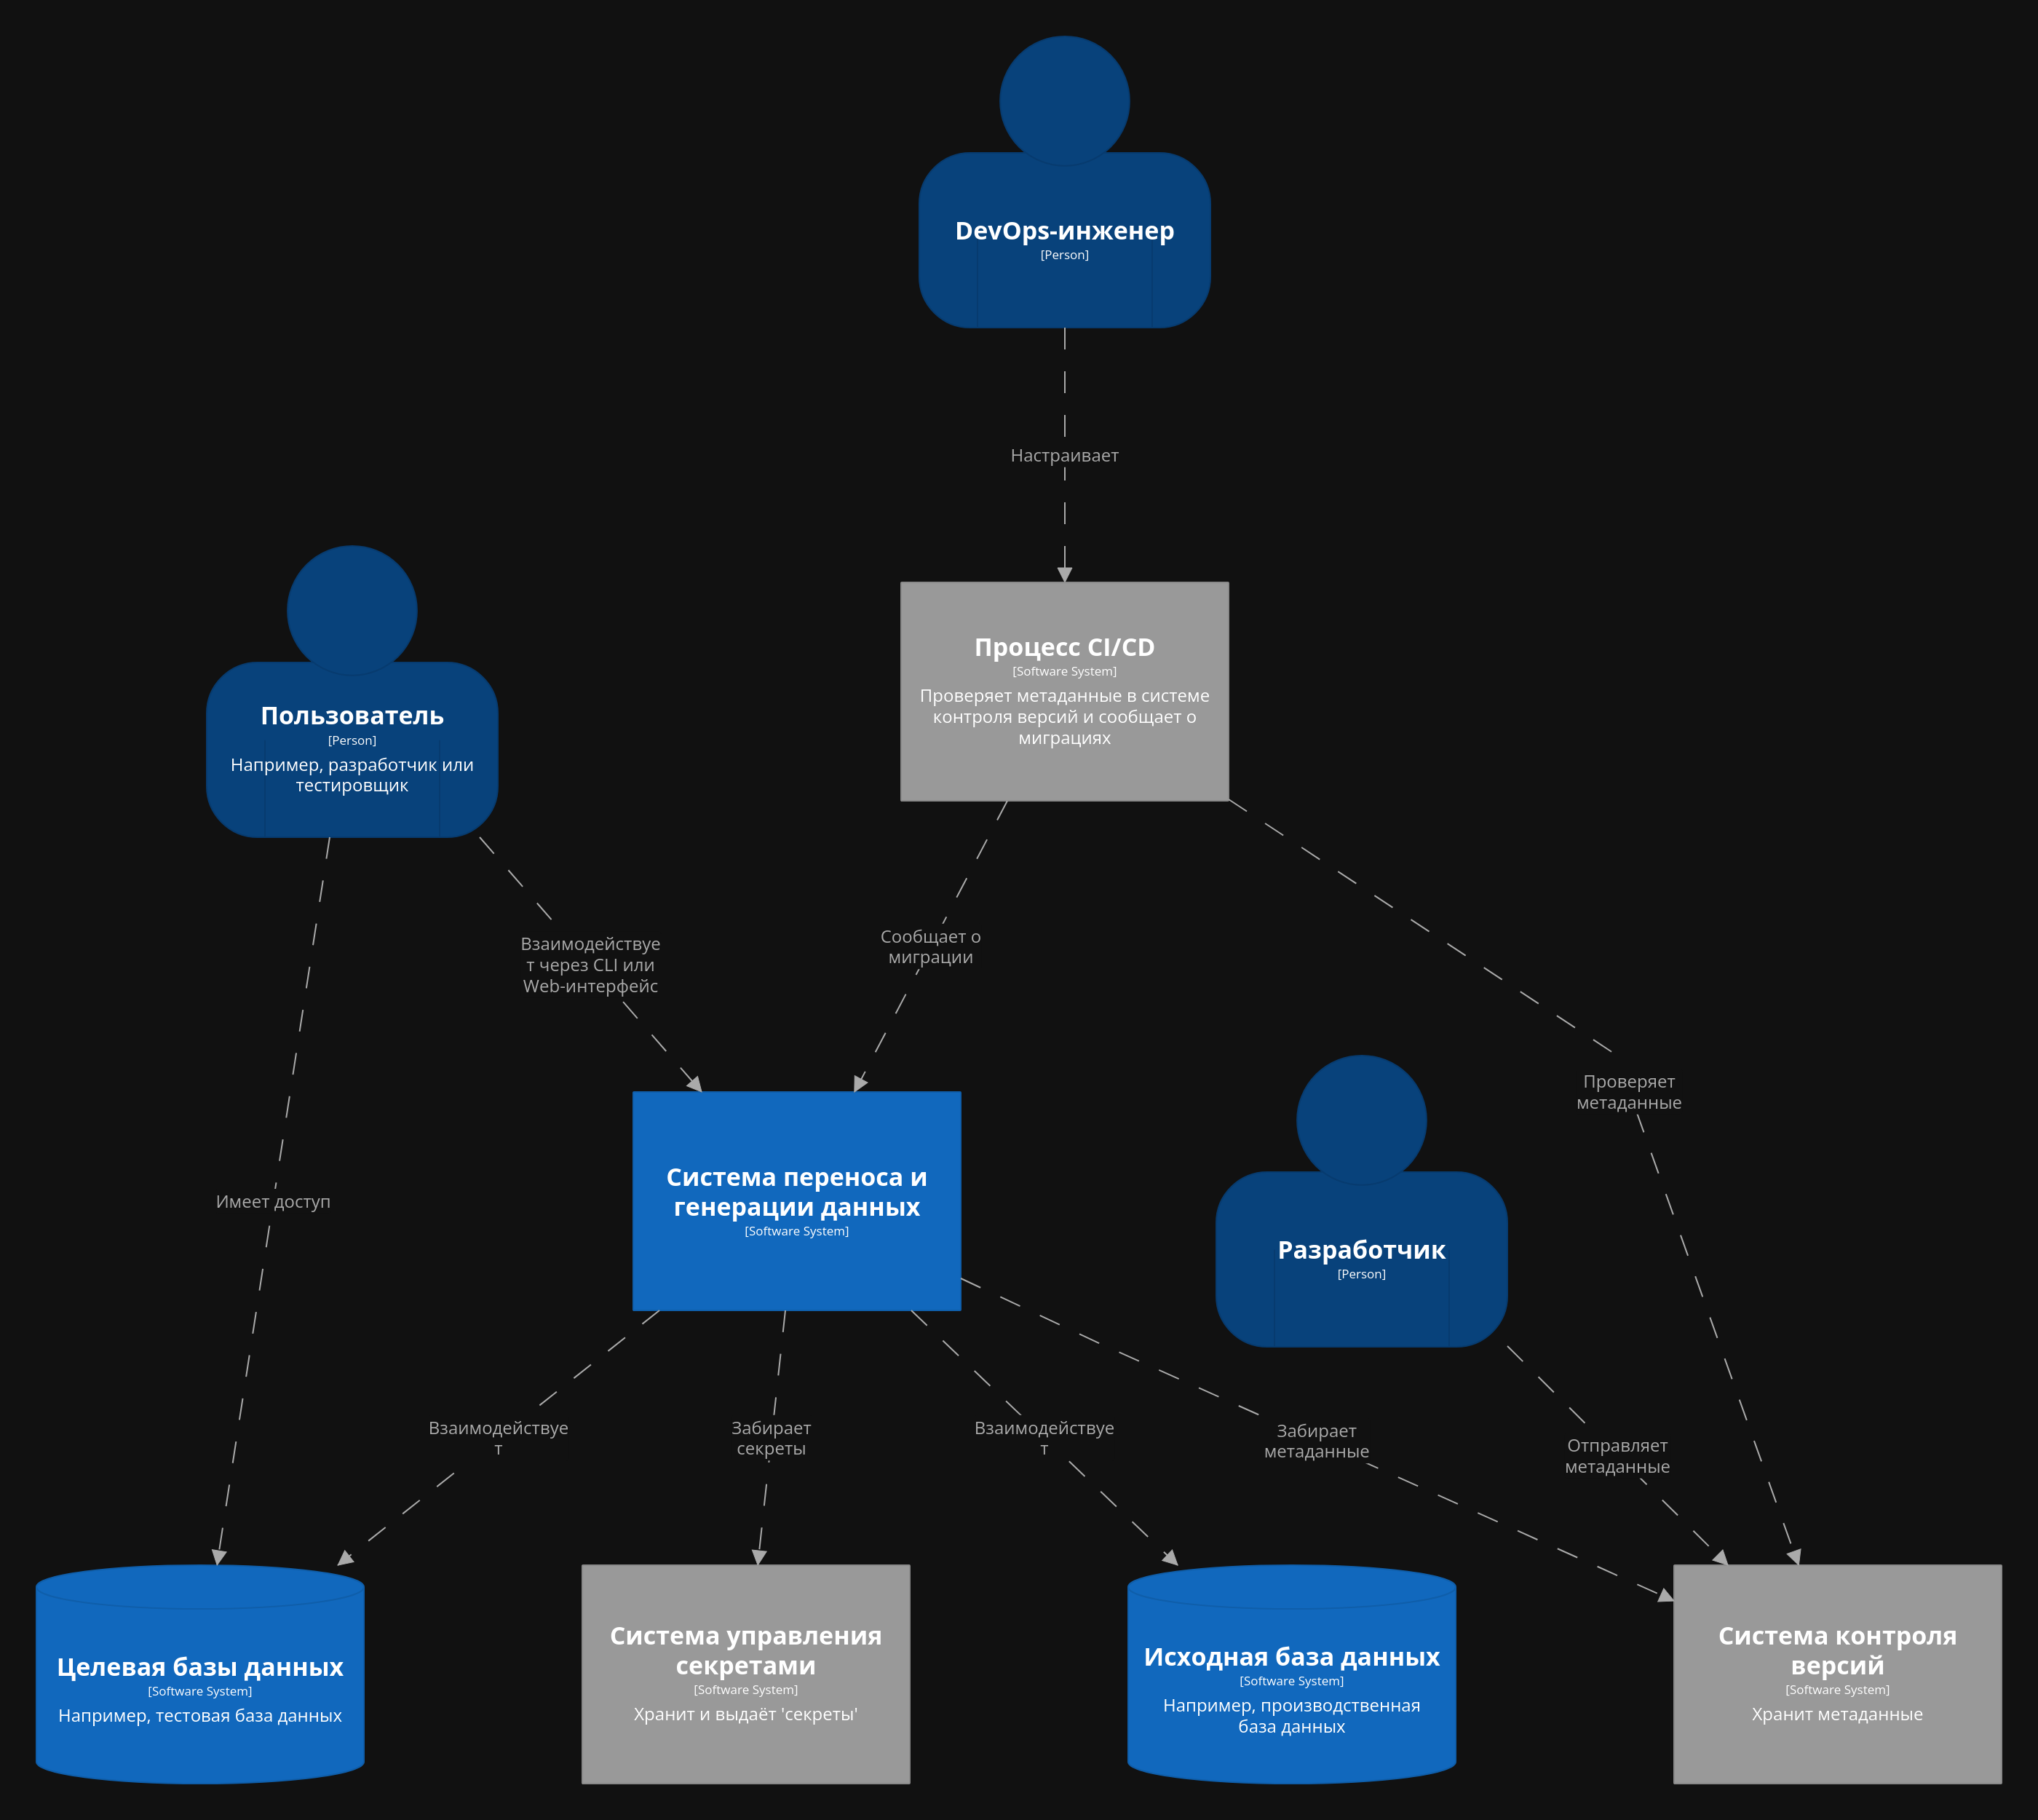 DevOps-инженер
[Person]
Настраивает
Процесс CI/CD
[Software System]
Проверяет метаданные в системе
контроля версий и сообщает о
миграциях
Пользователь
[Person]
Например, разработчик или
тестировщик
Взаимодействуе
т через CLI или
Web-интерфейс
Сообщает о
миграции
Проверяет
метаданные
Имеет доступ
Система переноса и
генерации данных
[Software System]
Разработчик
[Person]
Взаимодействуе
т
Забирает
секреты
Взаимодействуе
т
Забирает
метаданные
Отправляет
метаданные
Целевая базы данных
[Software System]
Например, тестовая база данных
Система управления
секретами
[Software System]
Хранит и выдаёт 'секреты'
Исходная база данных
[Software System]
Например, производственная
база данных
Система контроля
версий
[Software System]
Хранит метаданные